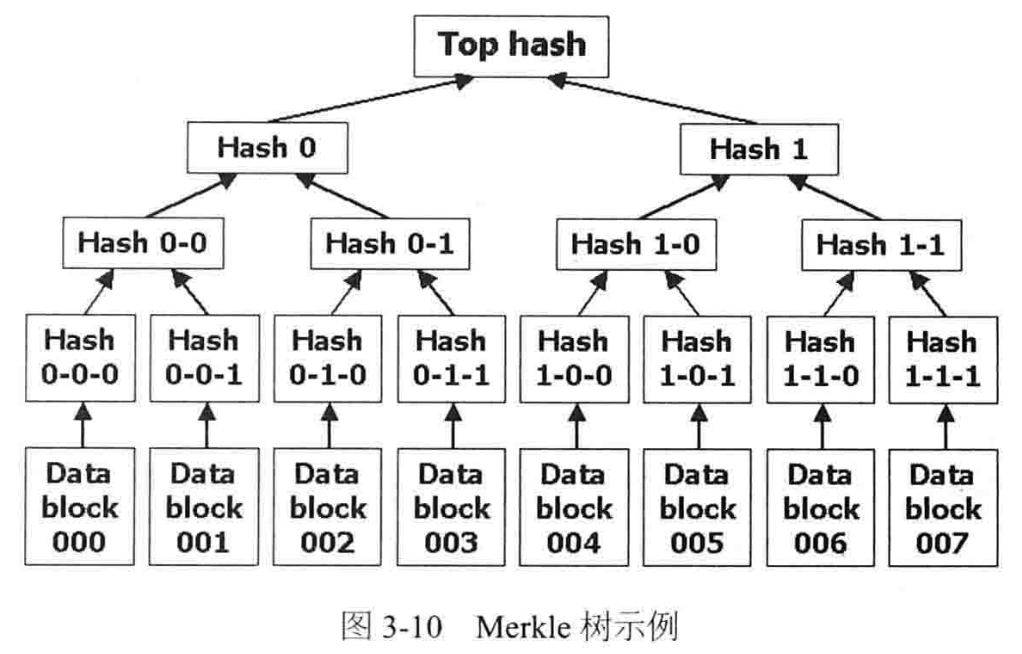 Top hash
Hash 0
Hash 1
Hash 0-0
Hash 0-1
Hash 1-0
Hash 1-1
Hash
0-0-0
Hash
0-0-1
Hash
0-1-0
Hash
0-1-1
Hash
1-0-0
Hash
1-0-1
Hash
1-1-0
Hash
1-1-1
Data
block
000
Data
block
001
Data
block
002
Data
block
003
Data
block
004
Data
block
005
Data
block
006
Data
block
007
图 3-10 Merkle 树示例